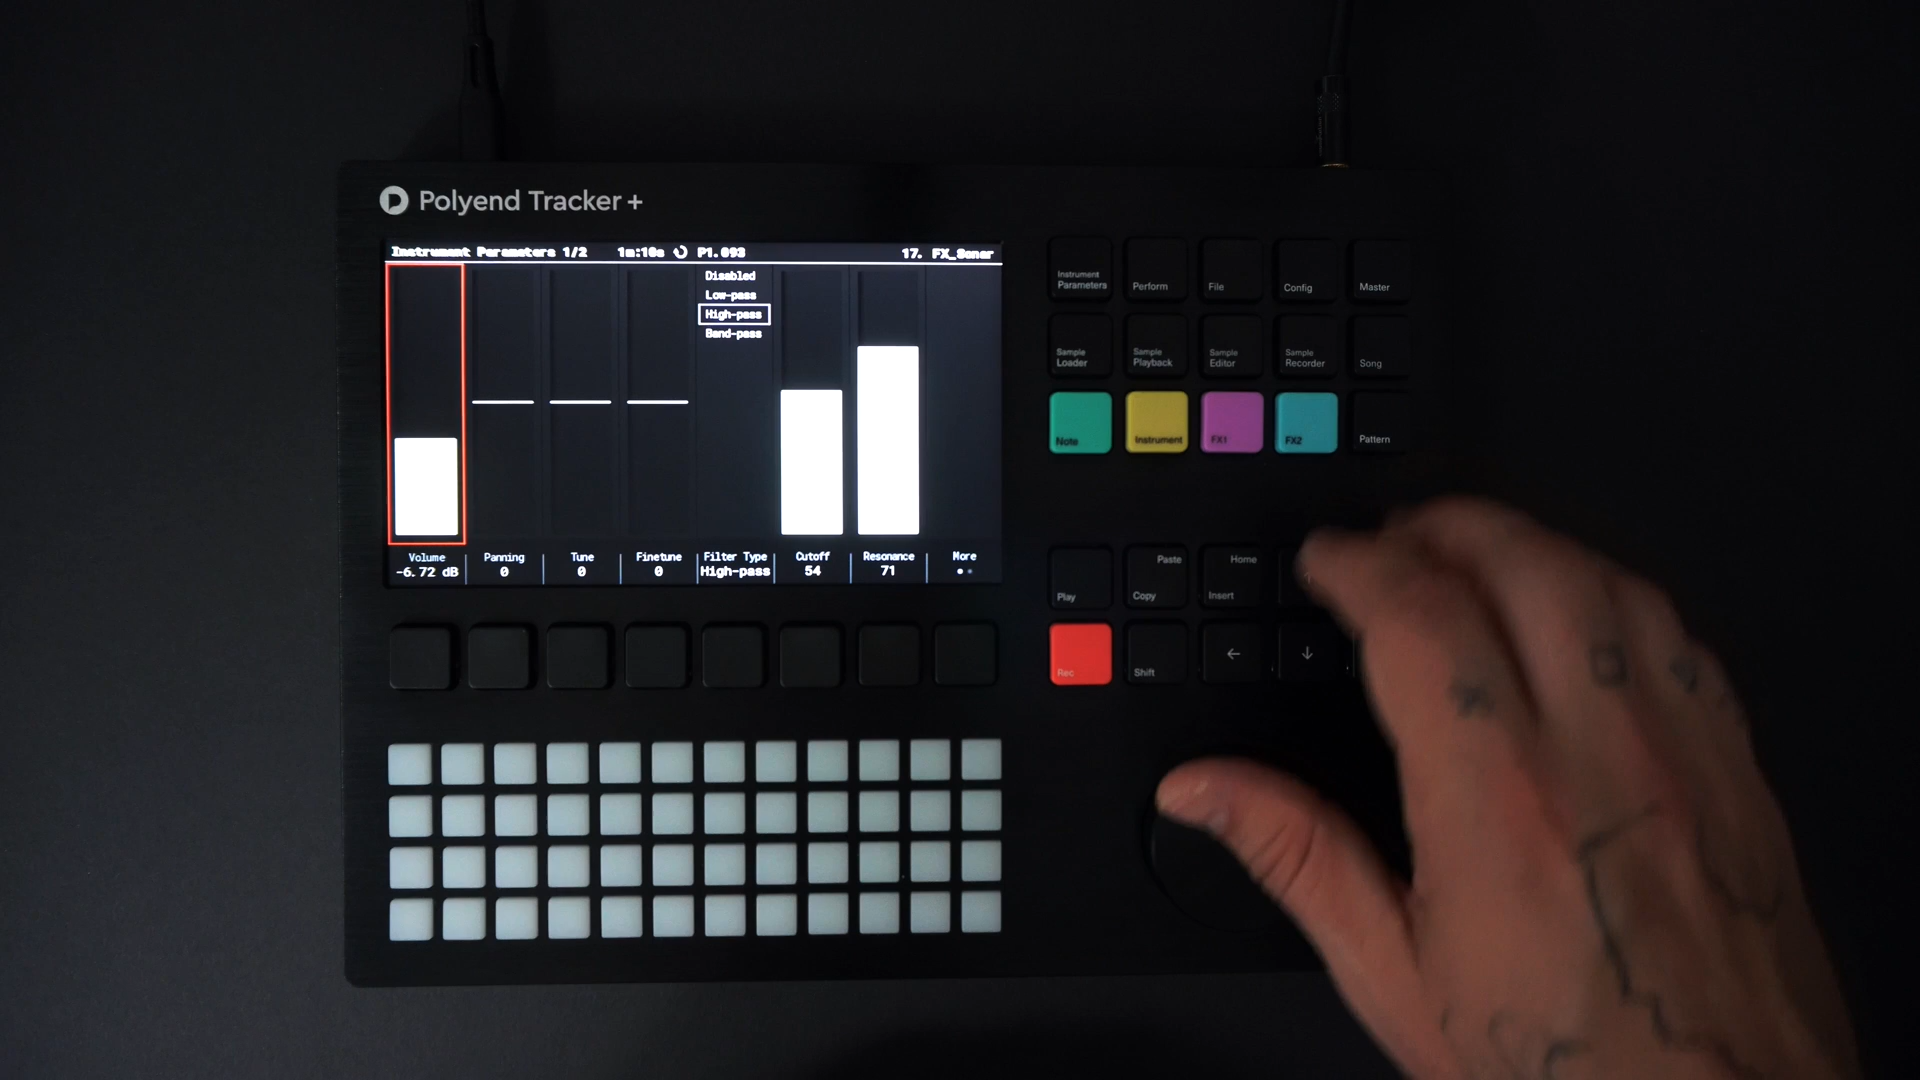 Polyend Tracker +
Instrument Parameters 1/2 1m:10s P1.093 17. FX_Sonar
Disabled
Low-pass
High-pass
Band-pass
Volume Panning Tune Finetune Filter Type Cutoff Resonance More
-6.72 dB 0 0 0 High-pass 54 71
Instrument
Parameters
Perform
File
Config
Master
Sample
Loader
Sample
Playback
Sample
Editor
Sample
Recorder
Song
Note
Instrument
FX1
FX2
Pattern
Play
Paste
Copy
Home
Insert
Rec
Shift
←
↓